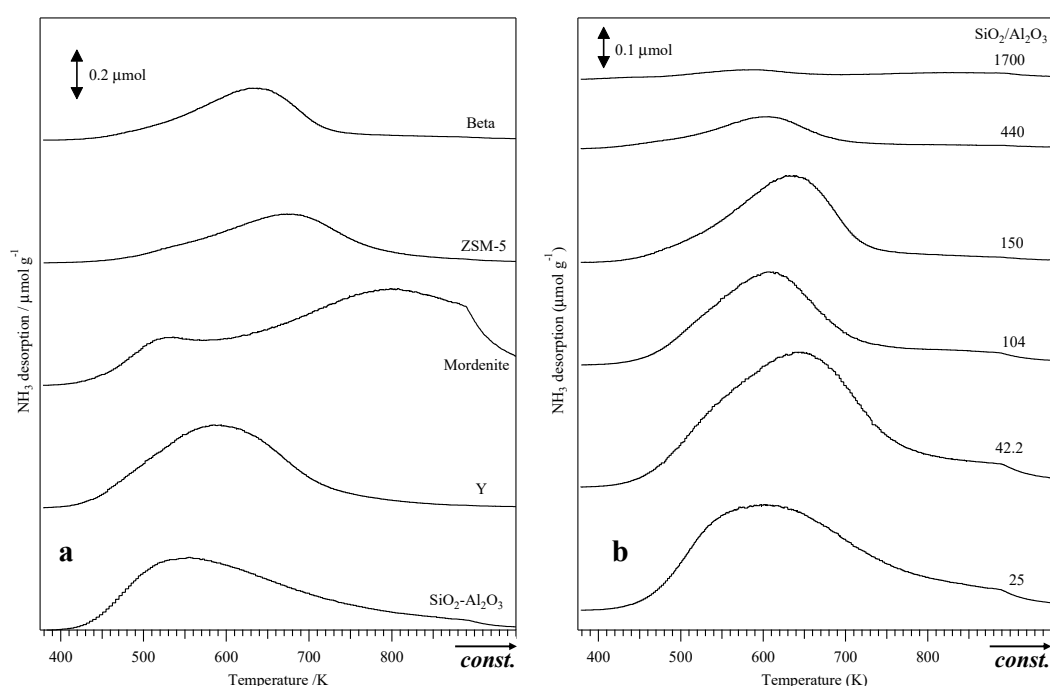 0.2 μmol
Beta
ZSM-5
Mordenite
Y
SiO₂-Al₂O₃
a
NH₃ desorption / μmol g⁻¹
400 500 600 700 800
const.
Temperature /K
0.1 μmol
SiO₂/Al₂O₃
1700
440
150
104
42.2
25
b
NH₃ desorption (μmol g⁻¹)
400 500 600 700 800
const.
Temperature (K)